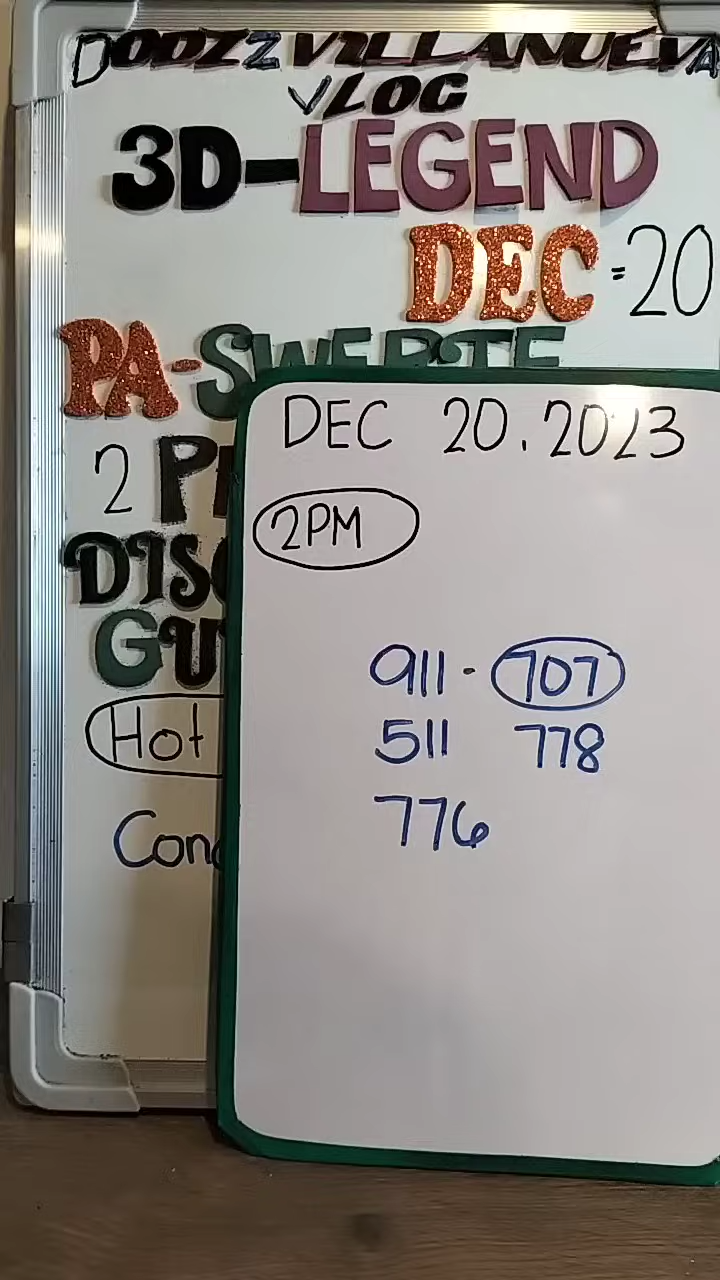 DODZZ VILLANUEVA
VLOG
3D-LEGEND
DEC = 20
PA-SWERTE
2
Hot
DEC 20.2023
2PM
911 - 707
511 778
776